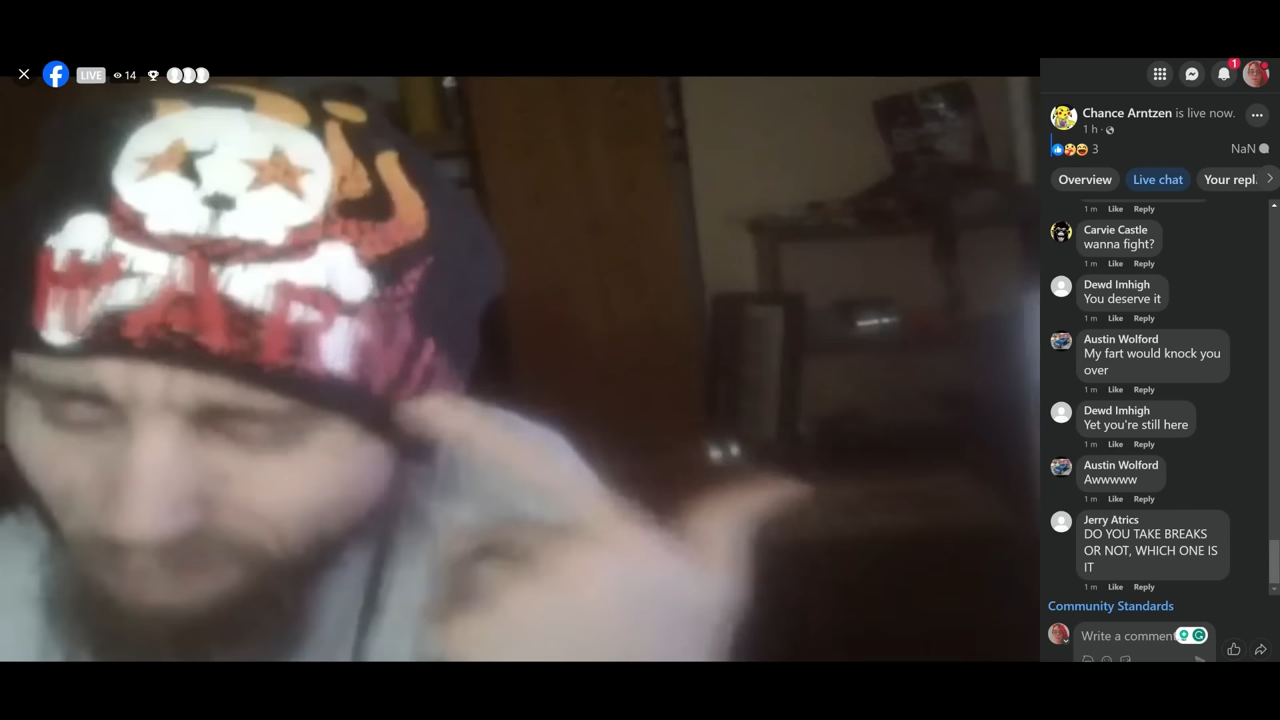 LIVE
14
1
Chance Arntzen is live now.
1 h
3
NaN
Overview
Live chat
Your repl.
1 m Like Reply
Carvie Castle
wanna fight?
1 m Like Reply
Dewd Imhigh
You deserve it
1 m Like Reply
Austin Wolford
My fart would knock you
over
1 m Like Reply
Dewd Imhigh
Yet you're still here
1 m Like Reply
Austin Wolford
Awwwww
1 m Like Reply
Jerry Atrics
DO YOU TAKE BREAKS
OR NOT, WHICH ONE IS
IT
1 m Like Reply
Community Standards
Write a comment